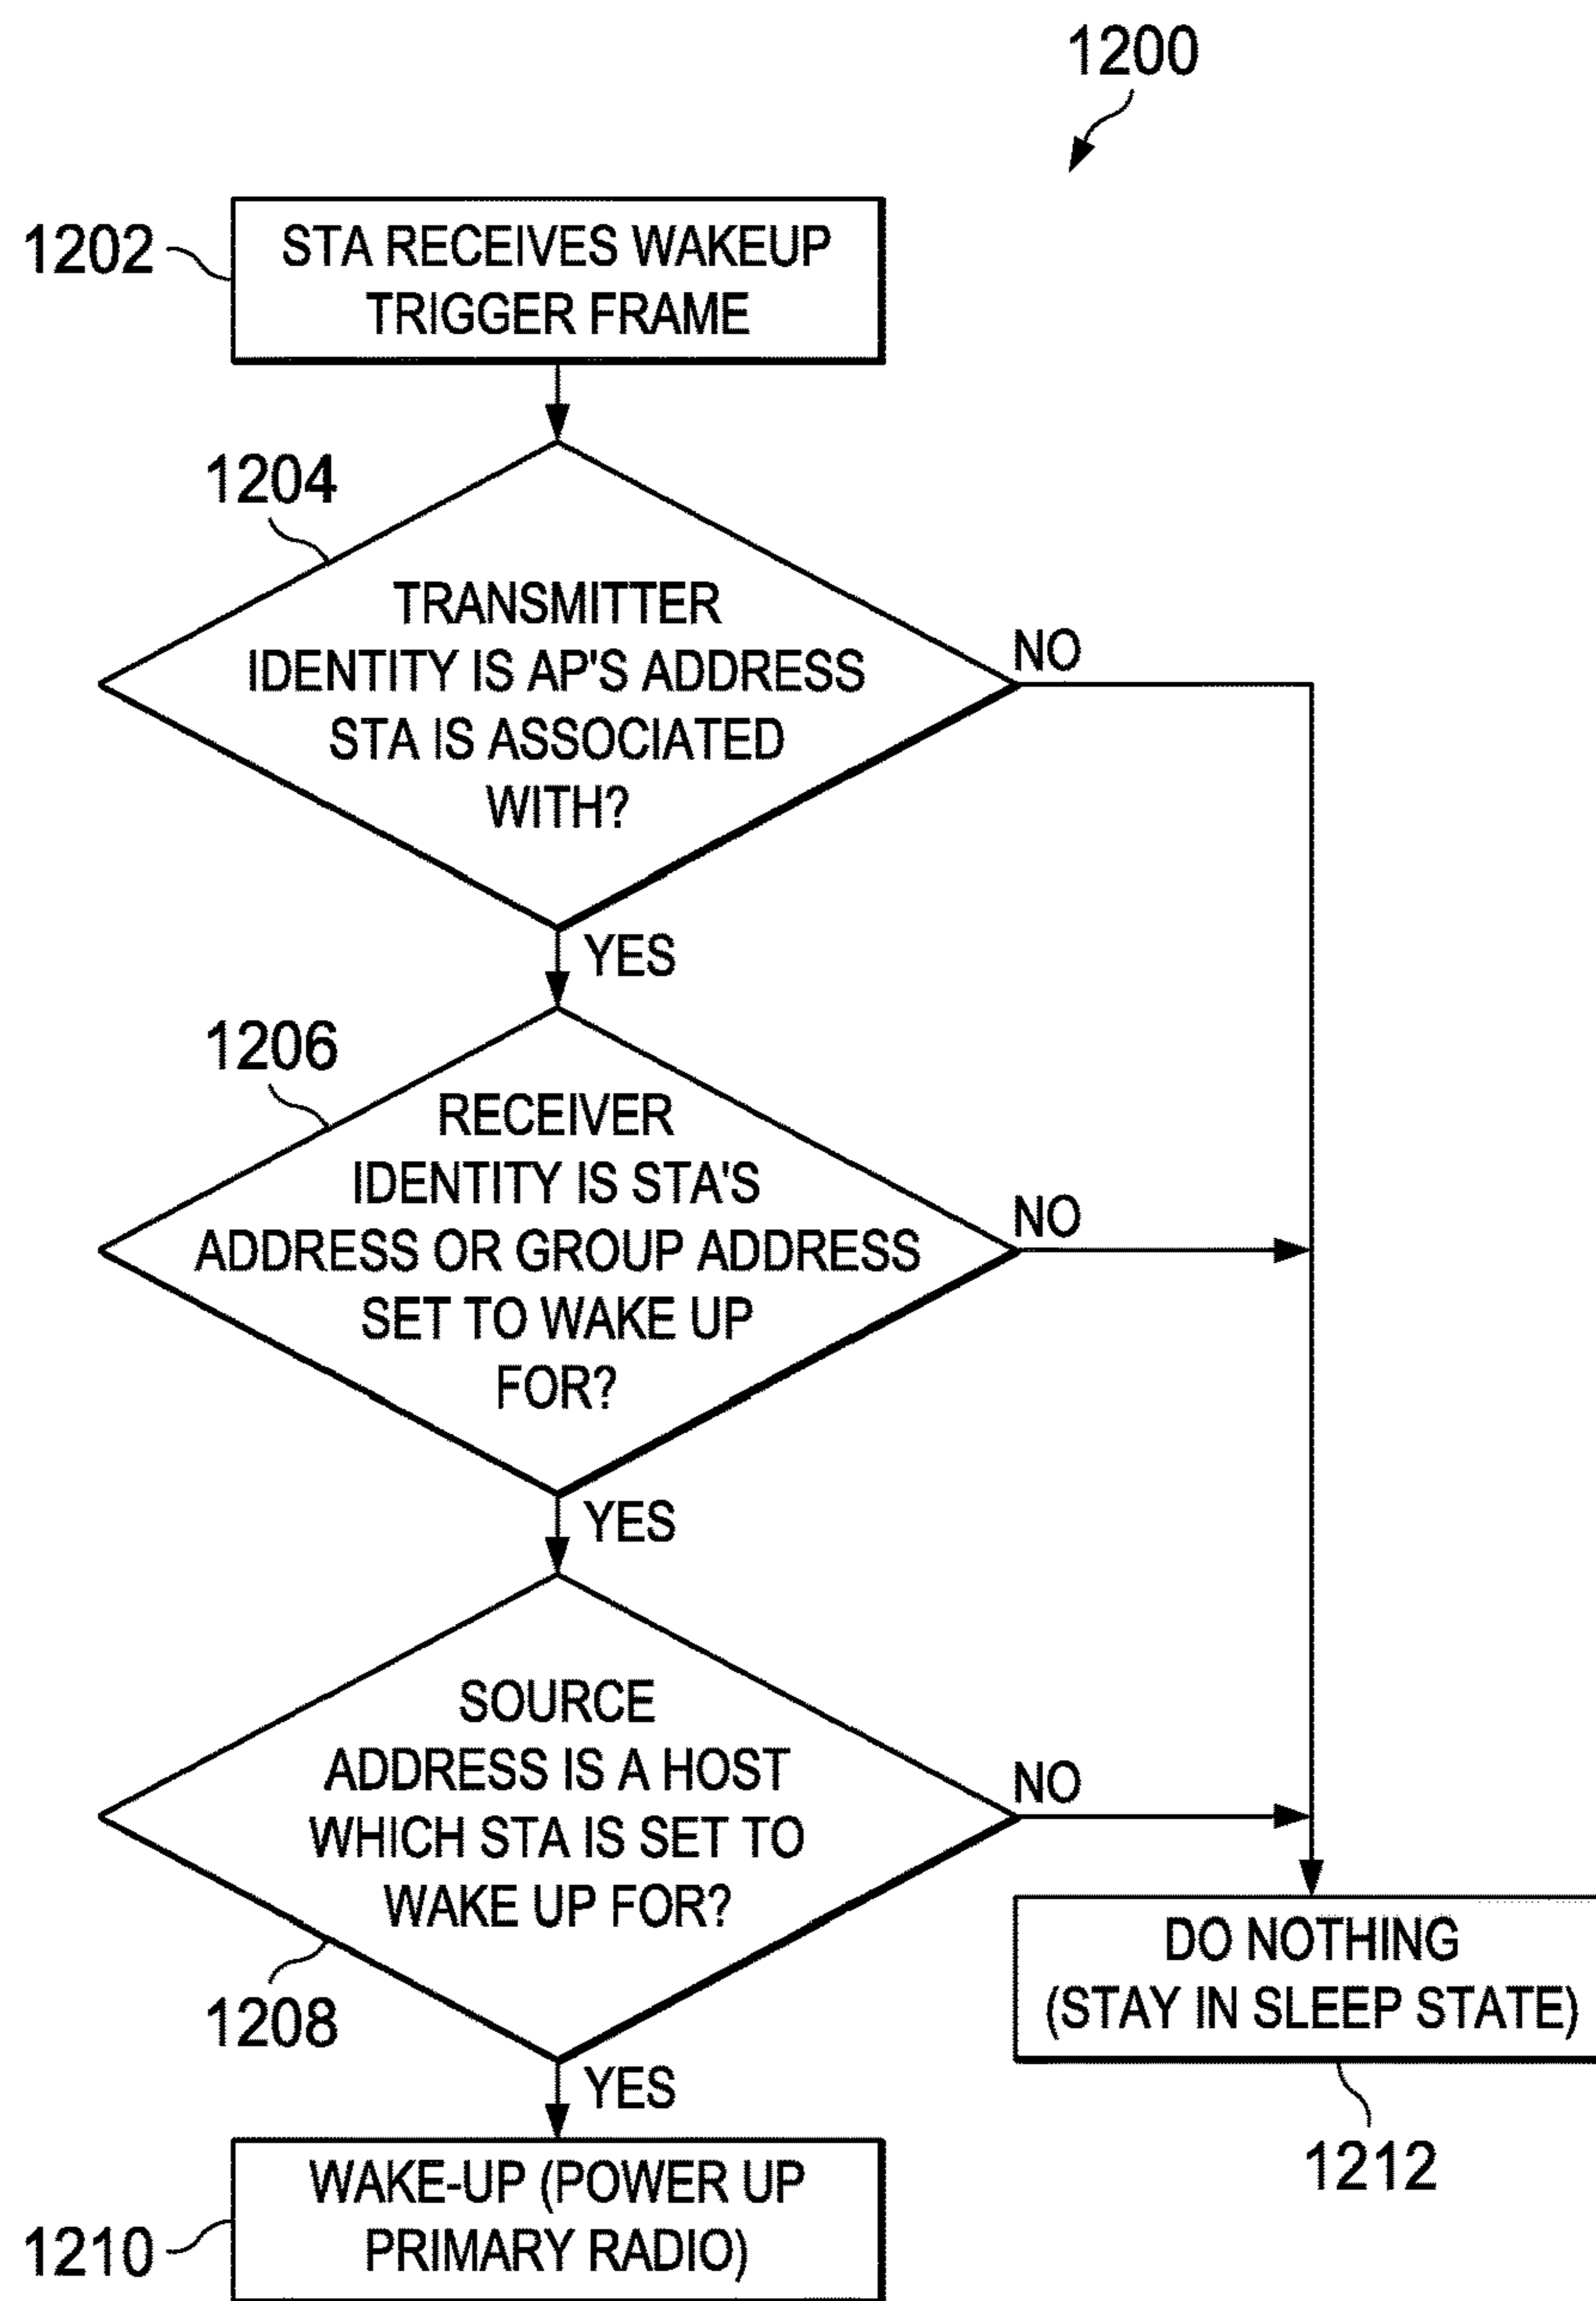 1200
1202
STA RECEIVES WAKEUP
TRIGGER FRAME
1204
TRANSMITTER
IDENTITY IS AP'S ADDRESS
STA IS ASSOCIATED
WITH?
NO
YES
1206
RECEIVER
IDENTITY IS STA'S
ADDRESS OR GROUP ADDRESS
SET TO WAKE UP
FOR?
NO
YES
SOURCE
ADDRESS IS A HOST
WHICH STA IS SET TO
WAKE UP FOR?
NO
1208
YES
DO NOTHING
(STAY IN SLEEP STATE)
1212
WAKE-UP (POWER UP
PRIMARY RADIO)
1210